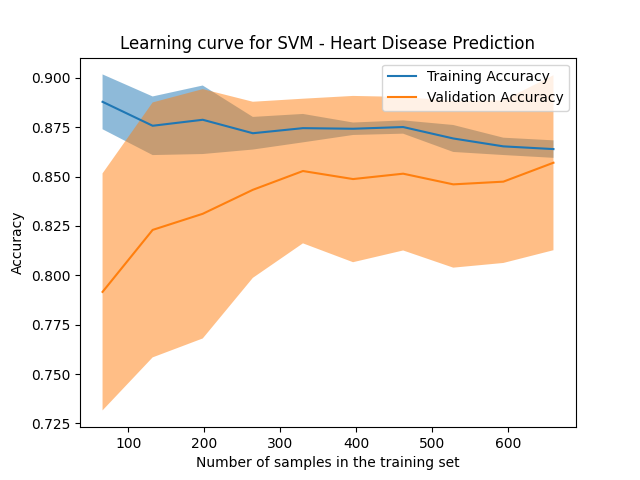 Learning curve for SVM - Heart Disease Prediction
Training Accuracy
Validation Accuracy
0.900
0.875
0.850
0.825
0.800
0.775
0.750
0.725
Accuracy
100
200
300
400
500
600
Number of samples in the training set